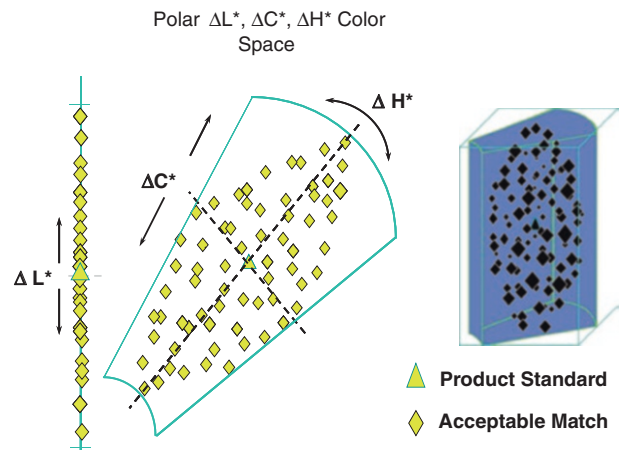 Polar ΔL*, ΔC*, ΔH* Color
Space
Δ H*
ΔC*
Δ L*
Product Standard
Acceptable Match